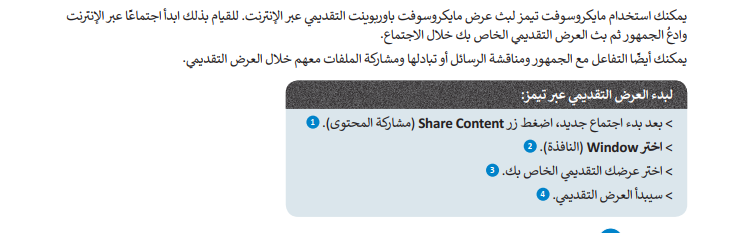 يمكنك استخدام مايكروسوفت تيمز لبث عرض مايكروسوفت باوربوينت التقديمي عبر الإنترنت. للقيام بذلك ابدأ اجتماعًا عبر الإنترنت
وادعُ الجمهور ثم بث العرض التقديمي الخاص بك خلال الاجتماع.
يمكنك أيضًا التفاعل مع الجمهور ومناقشة الرسائل أو تبادلها ومشاركة الملفات معهم خلال العرض التقديمي.
لبدء العرض التقديمي عبر تيمز:
> بعد بدء اجتماع جديد، اضغط زر Share Content (مشاركة المحتوى). 1
> اختر Window (النافذة). 2
> اختر عرضك التقديمي الخاص بك. 3
> سيبدأ العرض التقديمي. 4